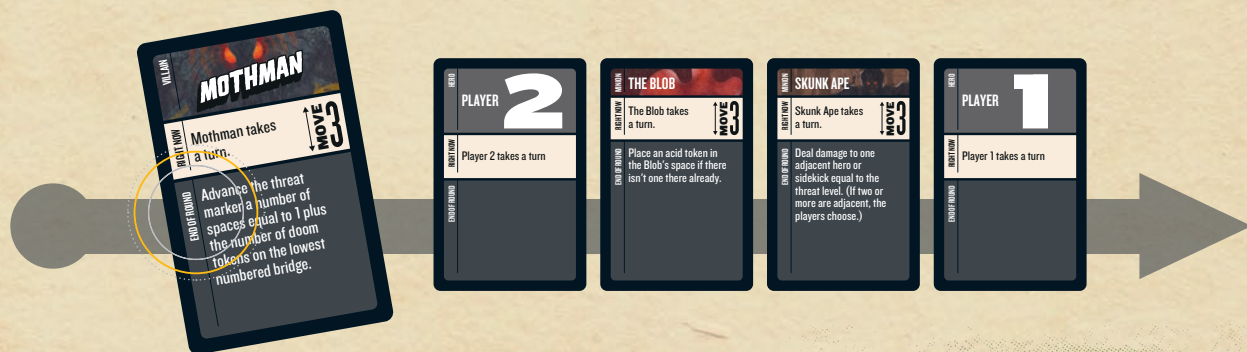 VILLAIN
MOTHMAN
RIGHT NOW
Mothman takes
a turn.
MOVE
3
END OF ROUND
Advance the threat
marker a number of
spaces equal to 1 plus
the number of doom
tokens on the lowest
numbered bridge.
HERO
PLAYER 2
RIGHT NOW
Player 2 takes a turn
END OF ROUND
MINION
THE BLOB
RIGHT NOW
The Blob takes
a turn.
MOVE
3
END OF ROUND
Place an acid token in
the Blob's space if there
isn't one there already.
MINION
SKUNK APE
RIGHT NOW
Skunk Ape takes
a turn.
MOVE
3
END OF ROUND
Deal damage to one
adjacent hero or
sidekick equal to the
threat level. (If two or
more are adjacent, the
players choose.)
HERO
PLAYER 1
RIGHT NOW
Player 1 takes a turn
END OF ROUND